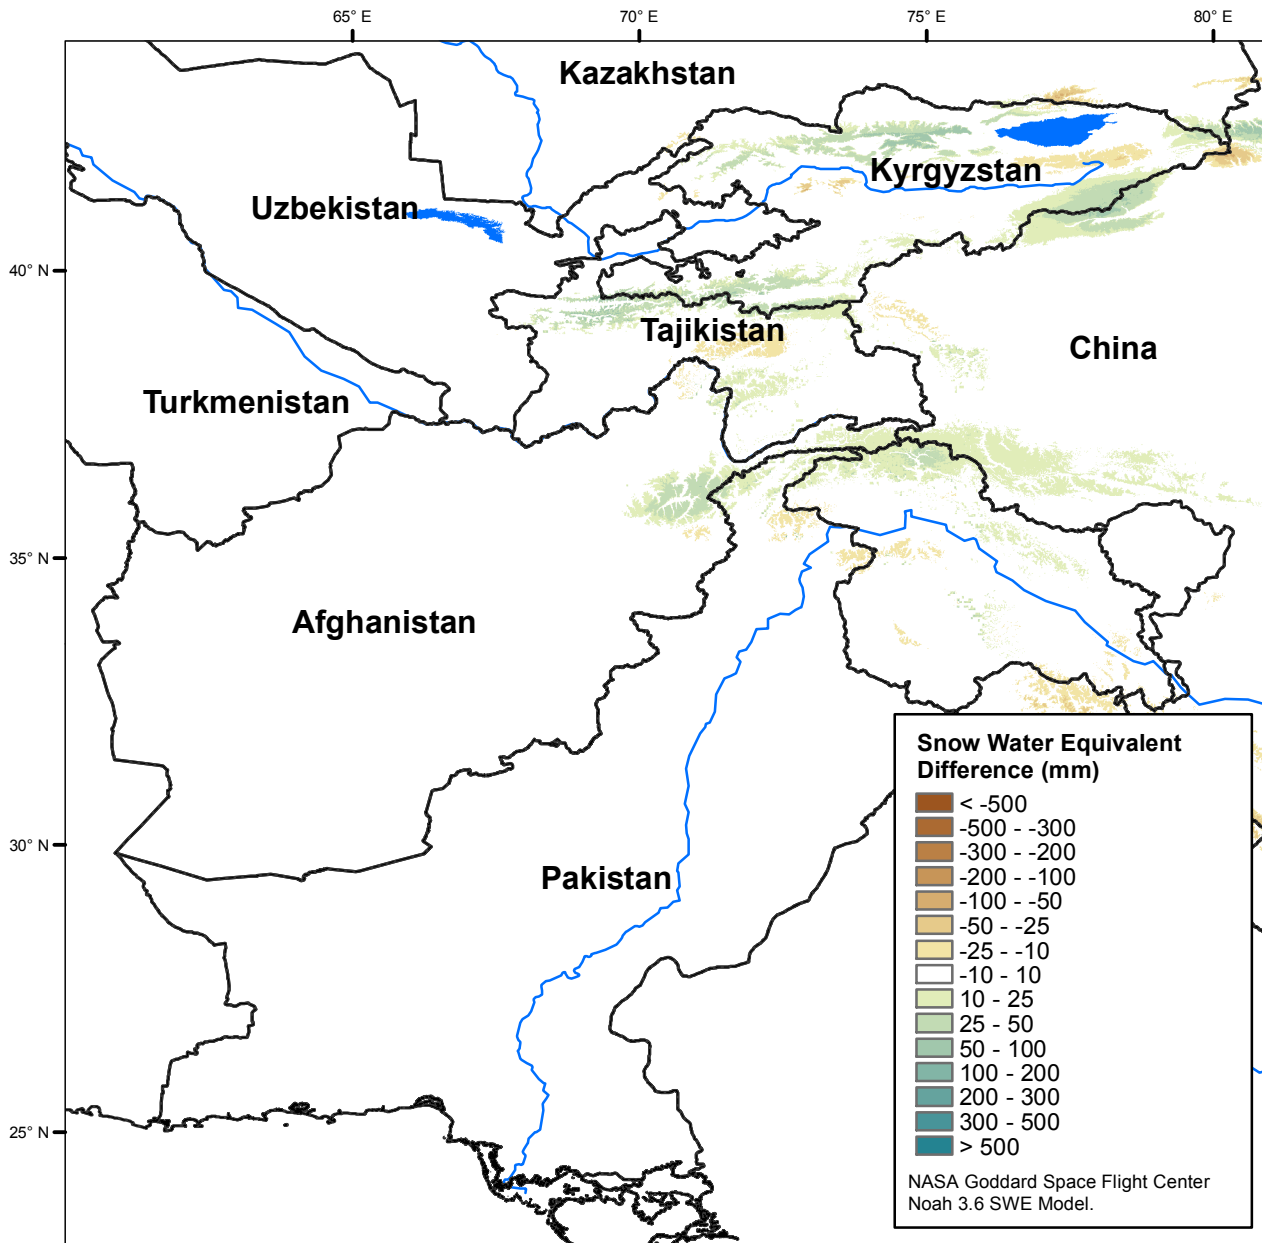 65° E
70° E
75° E
80° E
Kazakhstan
Kyrgyzstan
Uzbekistan
40° N
Tajikistan
China
Turkmenistan
35° N
Afghanistan
Snow Water Equivalent
Difference (mm)
< -500
-500 - -300
-300 - -200
-200 - -100
-100 - -50
-50 - -25
-25 - -10
-10 - 10
10 - 25
25 - 50
50 - 100
100 - 200
200 - 300
300 - 500
> 500
NASA Goddard Space Flight Center
Noah 3.6 SWE Model.
30° N
Pakistan
25° N